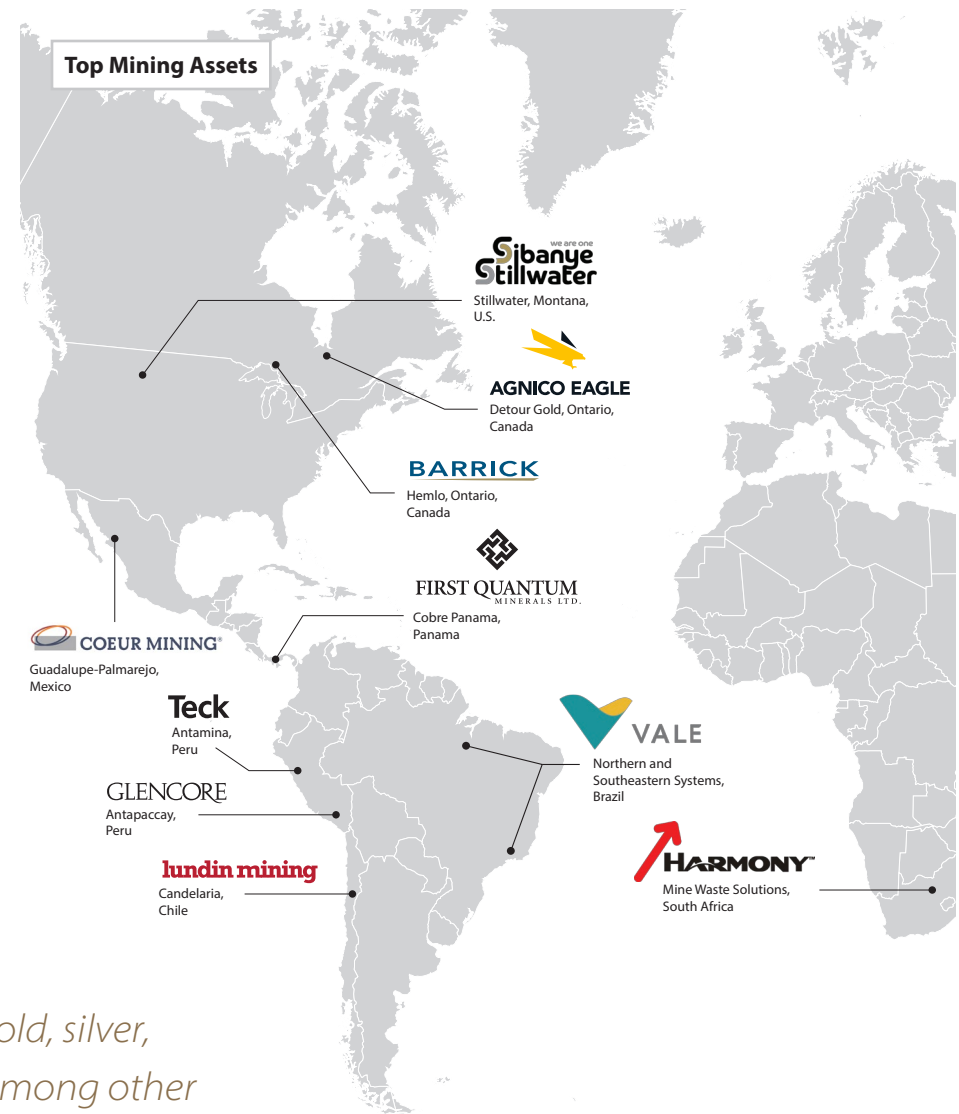 Top Mining Assets
we are one
Sibanye
Stillwater
Stillwater, Montana,
U.S.
AGNICO EAGLE
Detour Gold, Ontario,
Canada
BARRICK
Hemlo, Ontario,
Canada
FIRST QUANTUM
MINERALS LTD.
Cobre Panama,
Panama
COEUR MINING®
Guadalupe-Palmarejo,
Mexico
Teck
Antamina,
Peru
VALE
Northern and
Southeastern Systems,
Brazil
GLENCORE
Antapaccay,
Peru
HARMONY™
Mine Waste Solutions,
South Africa
lundin mining
Candelaria,
Chile
old, silver,
mong other